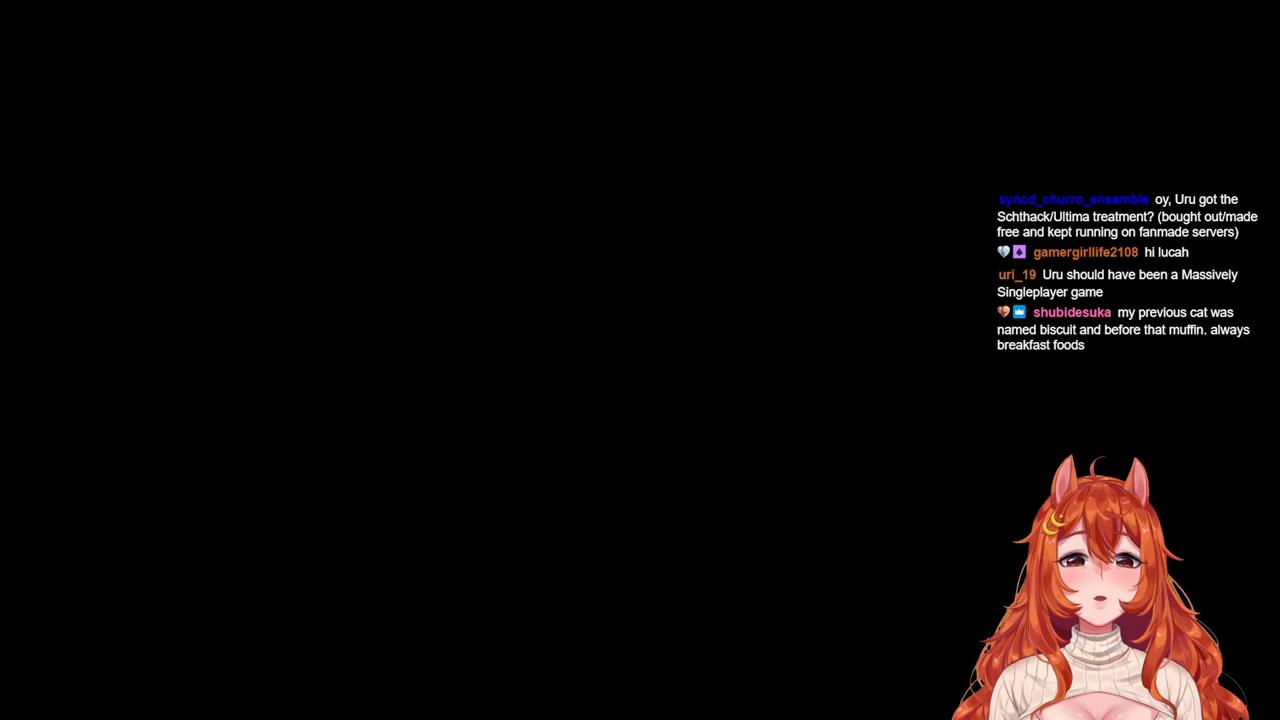 syncd_churro_ensemble oy, Uru got the
Schthack/Ultima treatment? (bought out/made
free and kept running on fanmade servers)
gamergirllife2108 hi lucah
uri_19 Uru should have been a Massively
Singleplayer game
shubidesuka my previous cat was
named biscuit and before that muffin. always
breakfast foods